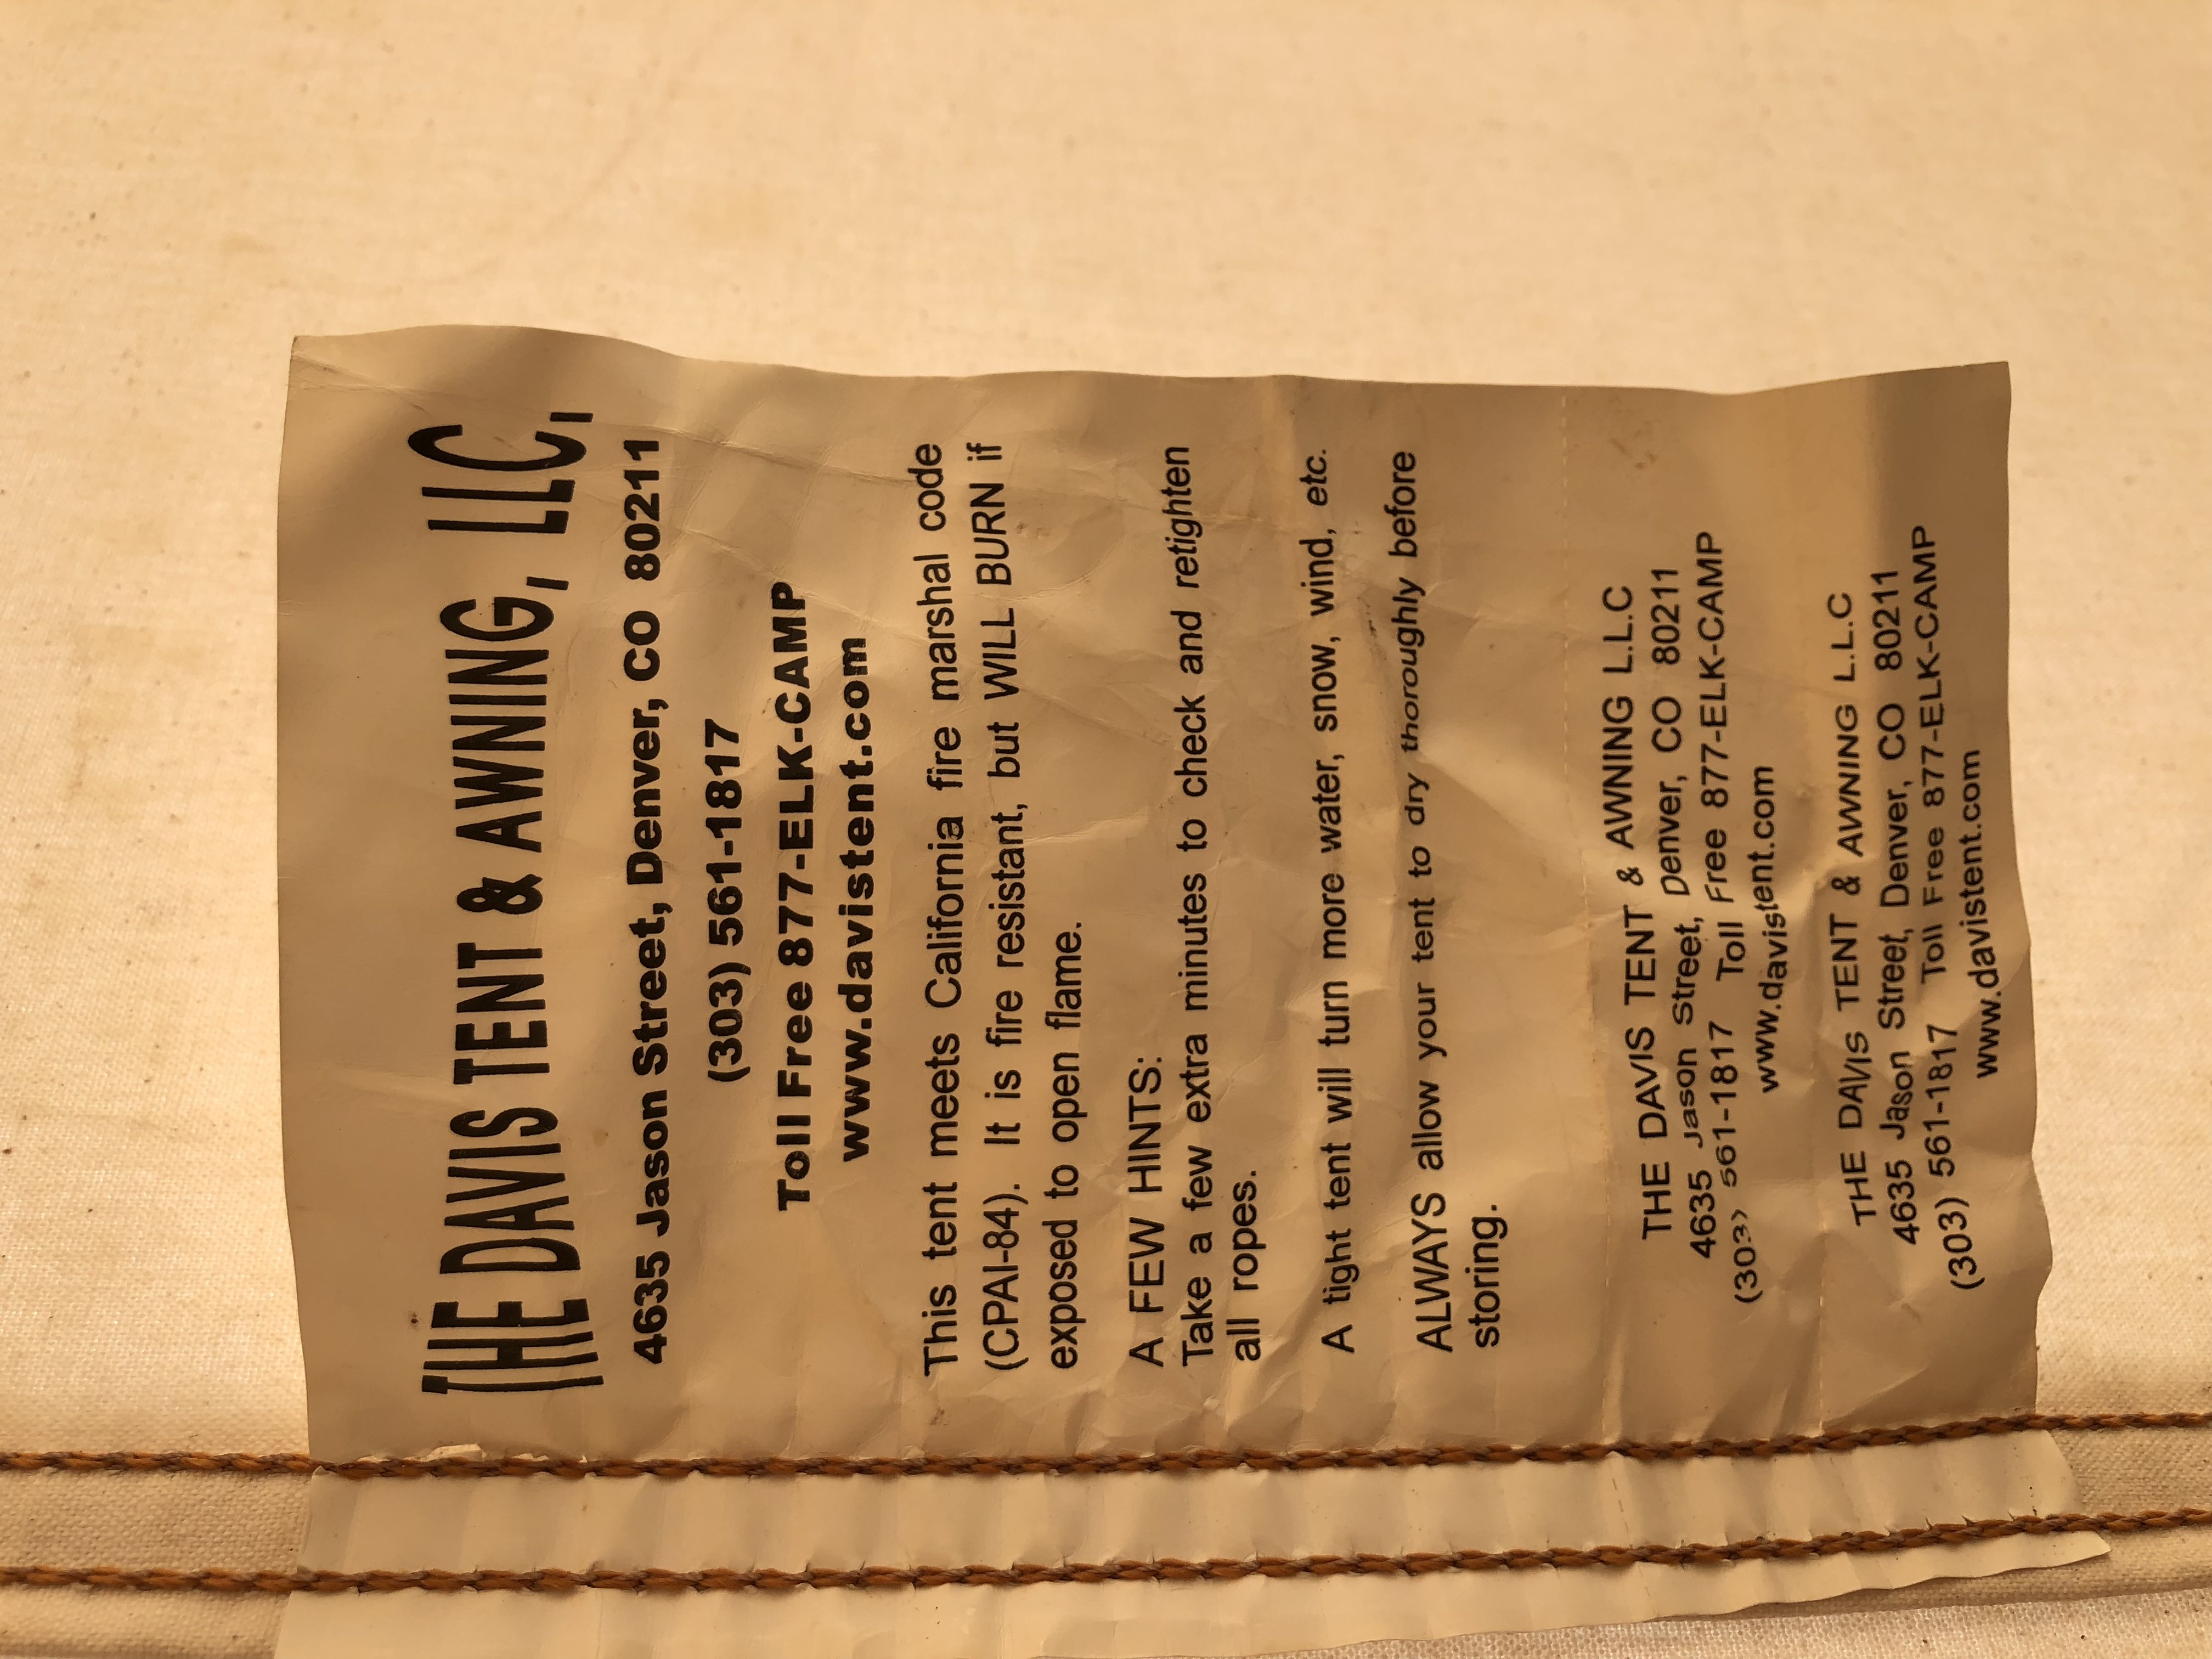 THE DAVIS TENT & AWNING, LLC,
4635 Jason Street, Denver, CO 80211
(303) 561-1817
Toll Free 877-ELK-CAMP
www.davistent.com
This tent meets California fire marshal code
(CPAI-84). It is fire resistant, but WILL BURN if
exposed to open flame.
A FEW HINTS:
Take a few extra minutes to check and retighten
all ropes.
A tight tent will turn more water, snow, wind, etc.
ALWAYS allow your tent to dry thoroughly before
storing.
THE DAVIS TENT & AWNING L.L.C
4635 Jason Street, Denver, CO 80211
(303) 561-1817 Toll Free 877-ELK-CAMP
www.davistent.com
THE DAVIS TENT & AWNING L.L.C
4635 Jason Street, Denver, CO 80211
(303) 561-1817 Toll Free 877-ELK-CAMP
www.davistent.com